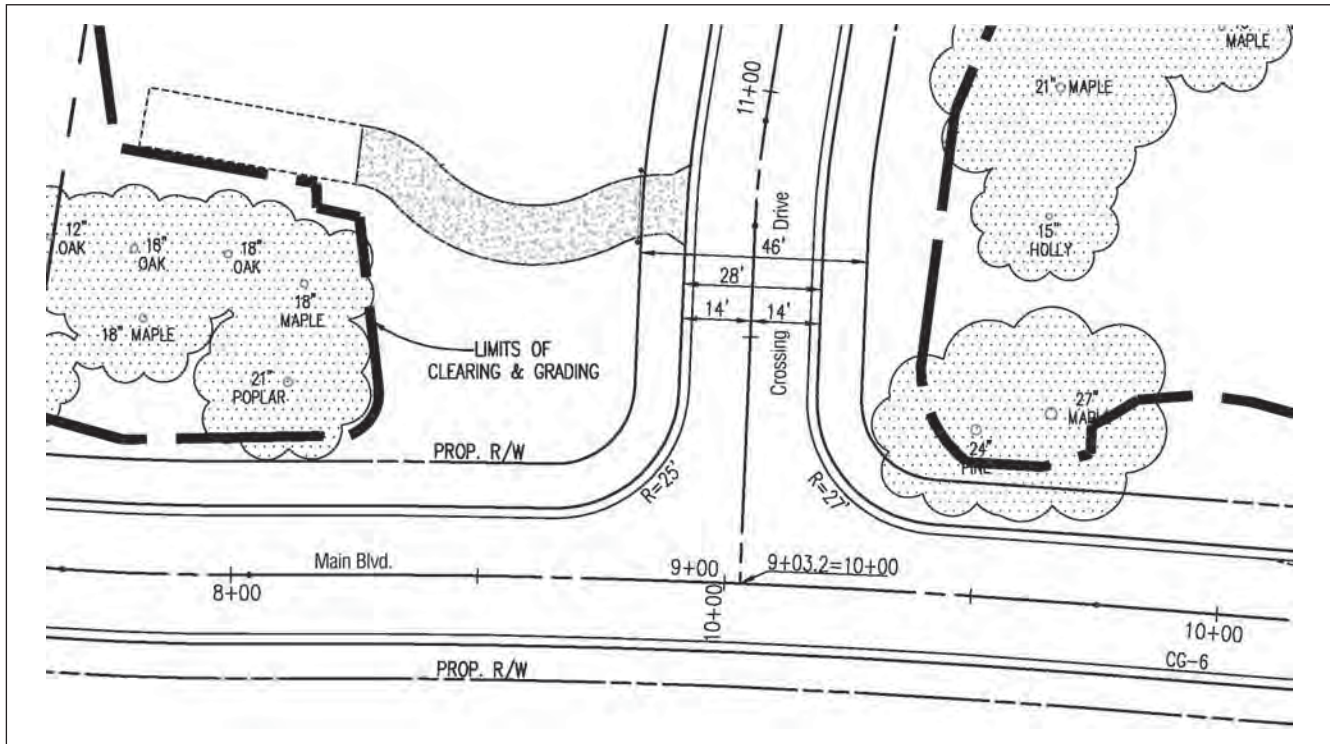 MAPLE
21" MAPLE
11+00
12"
OAK
16"
OAK
18"
OAK
15"
HOLLY
Crossing Drive
46'
28'
14'
14'
18"
MAPLE
18" MAPLE
LIMITS OF
CLEARING & GRADING
21"
POPLAR
27"
MAPLE
24"
PINE
PROP. R/W
R=25'
R=27'
Main Blvd.
8+00
9+00
9+03.2=10+00
10+00
10+00
CG-6
PROP. R/W